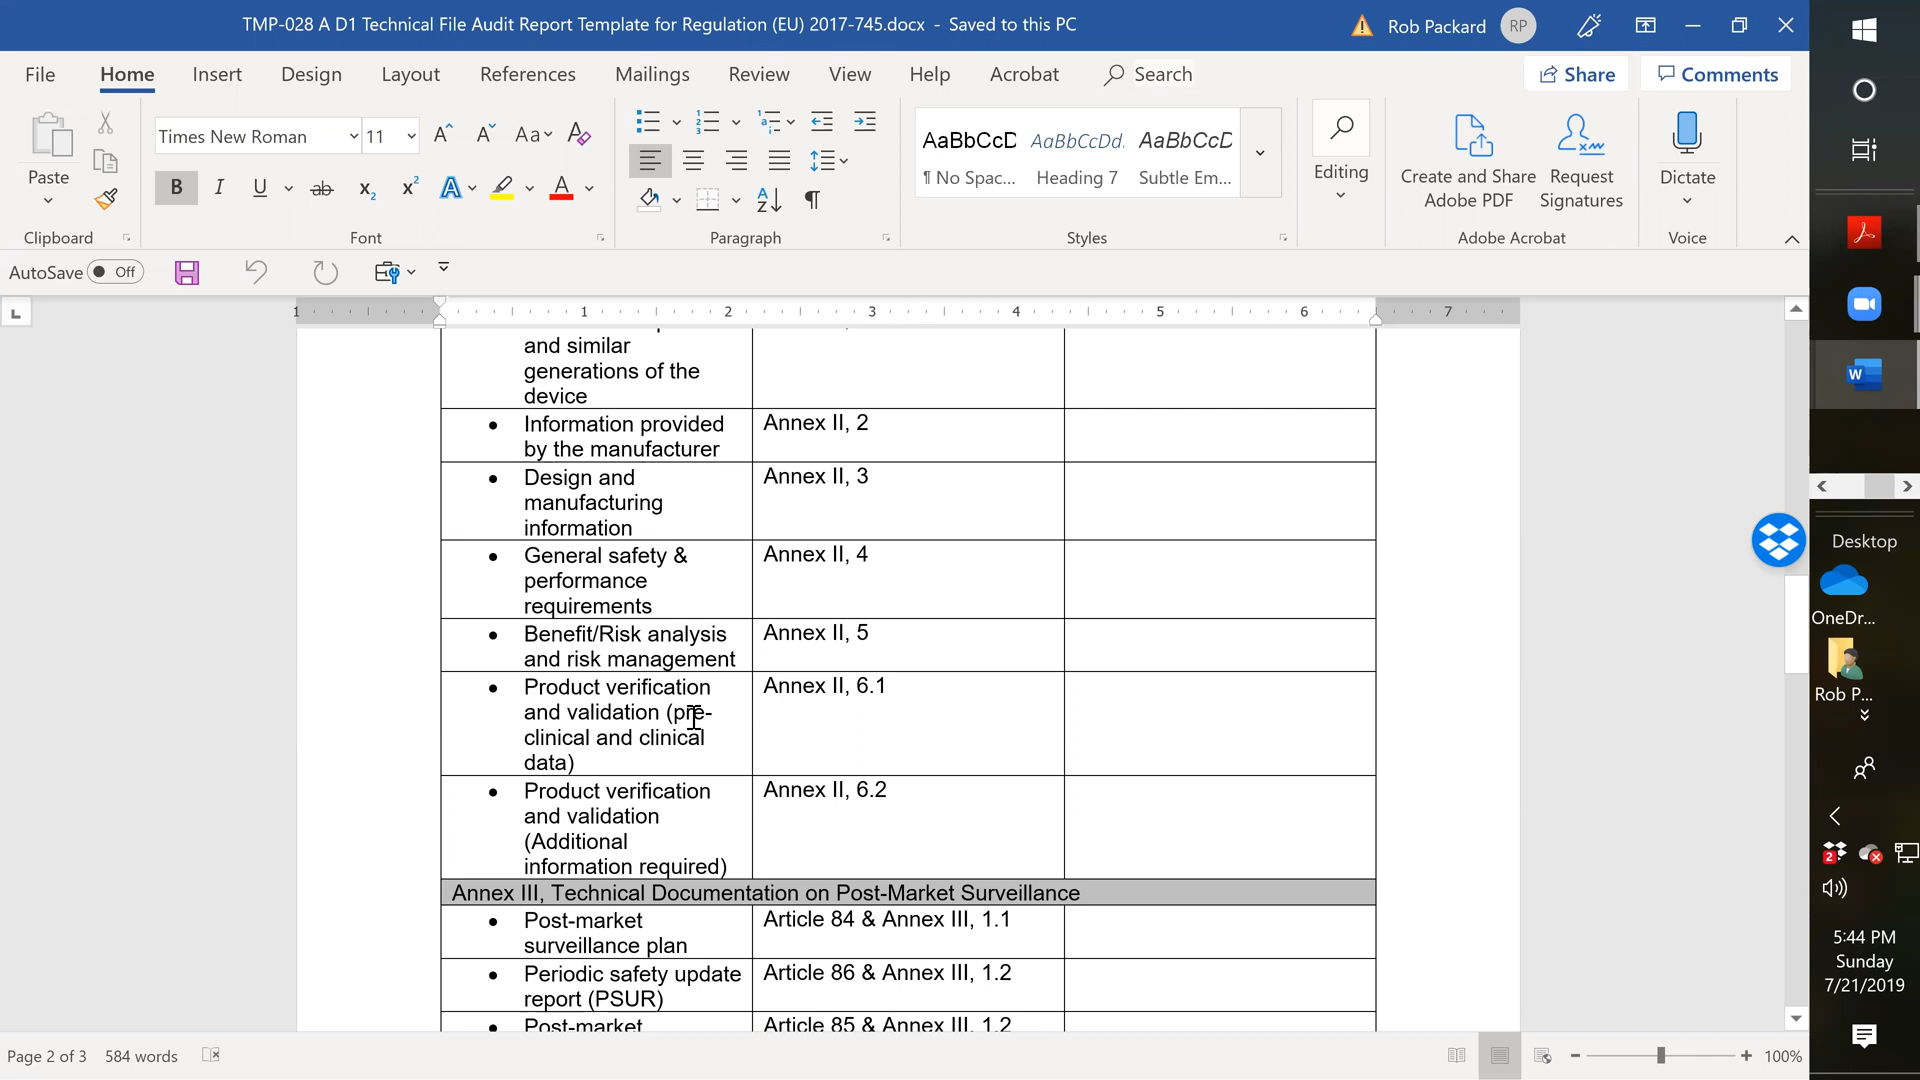 TMP-028 A D1 Technical File Audit Report Template for Regulation (EU) 2017-745.docx - Saved to this PC
Rob Packard
RP
File Home Insert Design Layout References Mailings Review View Help Acrobat Search
Share
Comments
Paste
Clipboard
Times New Roman
11
Font
Paragraph
AaBbCcD
AaBbCcDd.
AaBbCcD
¶ No Spac...
Heading 7
Subtle Em...
Styles
Editing
Create and Share
Adobe PDF
Request
Signatures
Adobe Acrobat
Dictate
Voice
AutoSave Off
1 1 2 3 4 5 6 7
and similar
generations of the
device
• Information provided
by the manufacturer
Annex II, 2
• Design and
manufacturing
information
Annex II, 3
• General safety &
performance
requirements
Annex II, 4
• Benefit/Risk analysis
and risk management
Annex II, 5
• Product verification
and validation (pre-
clinical and clinical
data)
Annex II, 6.1
• Product verification
and validation
(Additional
information required)
Annex II, 6.2
Annex III, Technical Documentation on Post-Market Surveillance
• Post-market
surveillance plan
Article 84 & Annex III, 1.1
• Periodic safety update
report (PSUR)
Article 86 & Annex III, 1.2
• Post-market
Article 85 & Annex III, 1.2
Page 2 of 3
584 words
100%
Desktop
OneDr...
Rob P...
2
5:44 PM
Sunday
7/21/2019